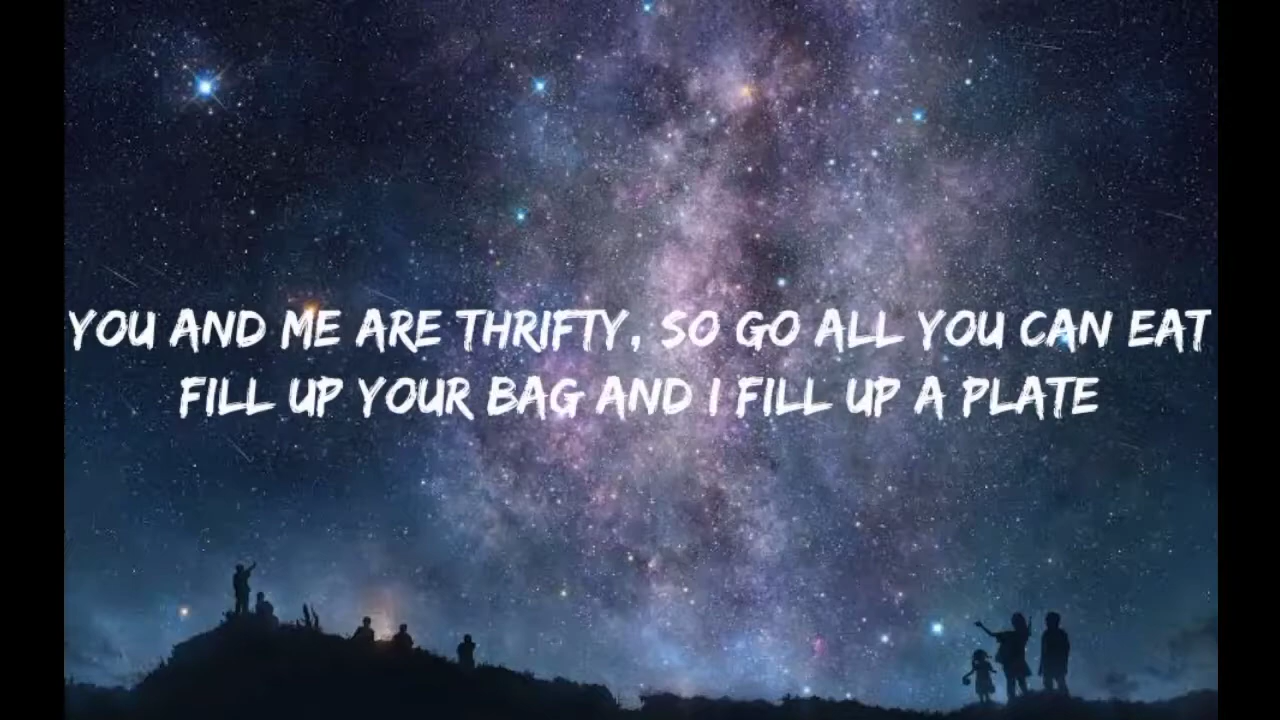 YOU AND ME ARE THRIFTY, SO GO ALL YOU CAN EAT
FILL UP YOUR BAG AND I FILL UP A PLATE